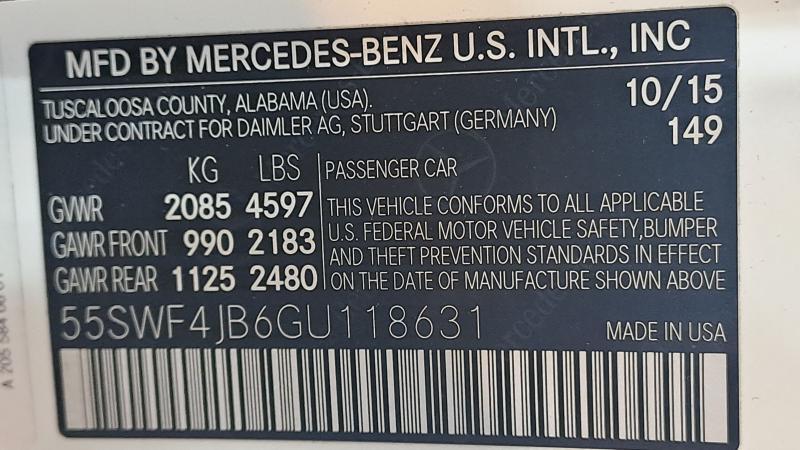 MFD BY MERCEDES-BENZ U.S. INTL., INC
TUSCALOOSA COUNTY, ALABAMA (USA). 10/15
UNDER CONTRACT FOR DAIMLER AG, STUTTGART (GERMANY) 149
KG LBS PASSENGER CAR
GVWR 2085 4597 THIS VEHICLE CONFORMS TO ALL APPLICABLE
U.S. FEDERAL MOTOR VEHICLE SAFETY,BUMPER
GAWR FRONT 990 2183 AND THEFT PREVENTION STANDARDS IN EFFECT
GAWR REAR 1125 2480 ON THE DATE OF MANUFACTURE SHOWN ABOVE
55SWF4JB6GU118631 MADE IN USA